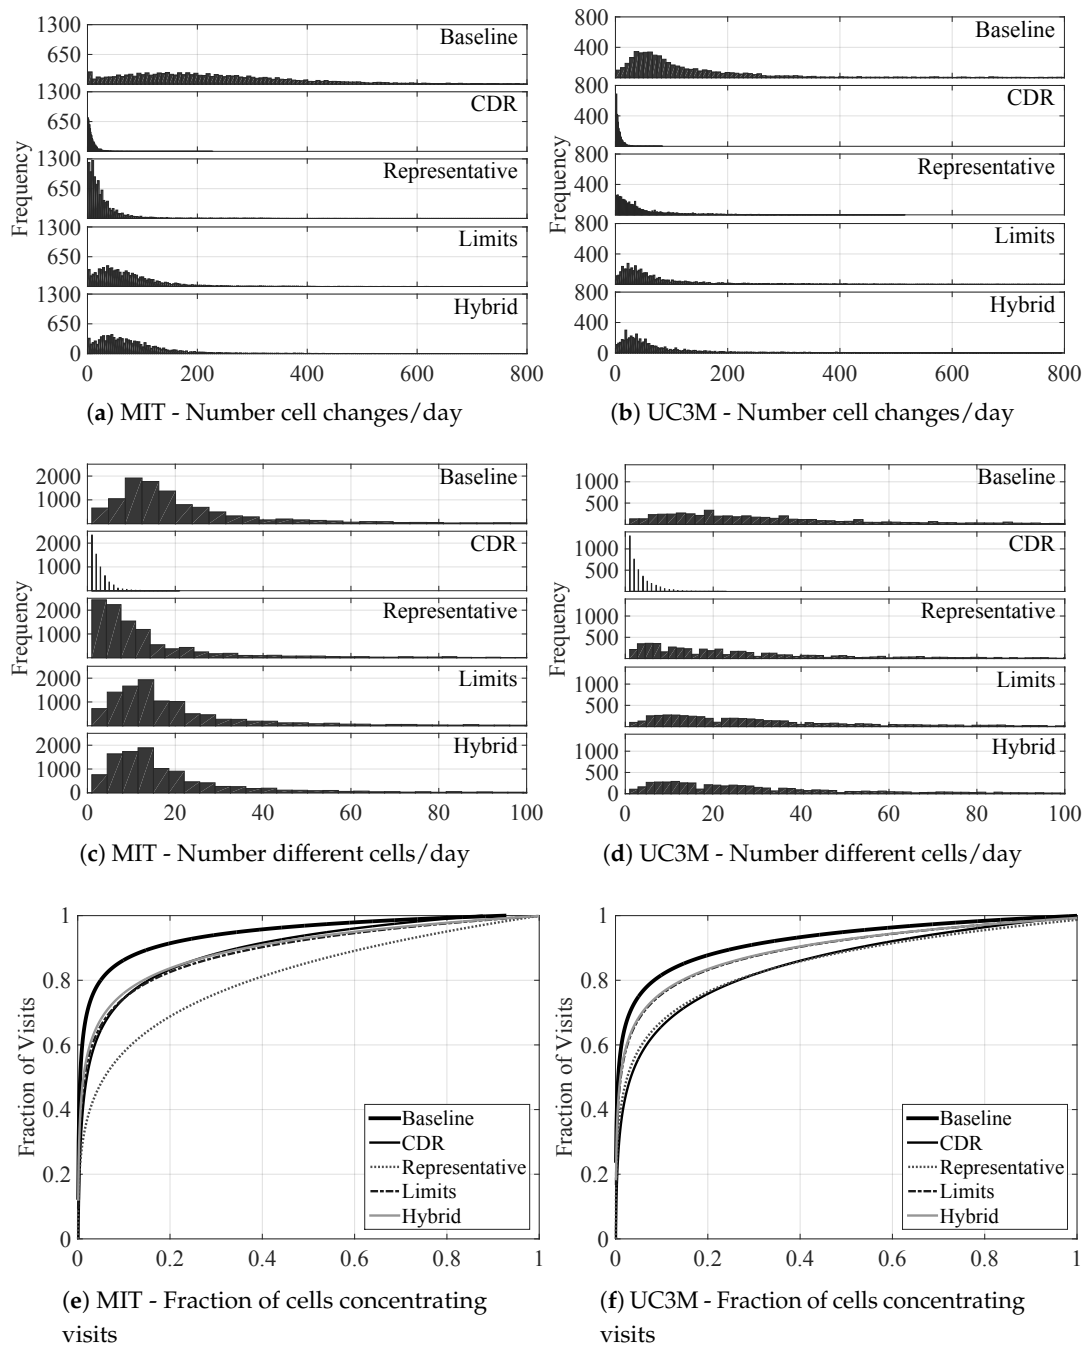 1300
650
Baseline
1300
650
CDR
1300
650
Representative
1300
650
Limits
1300
650
0
Hybrid
Frequency
0 200 400 600 800
(a) MIT - Number cell changes/day
800
400
Baseline
800
400
CDR
800
400
Representative
800
400
Limits
800
400
0
Hybrid
Frequency
0 200 400 600 800
(b) UC3M - Number cell changes/day
2000
1000
Baseline
2000
1000
CDR
2000
1000
Representative
2000
1000
Limits
2000
1000
0
Hybrid
Frequency
0 20 40 60 80 100
(c) MIT - Number different cells/day
1000
500
Baseline
1000
500
CDR
1000
500
Representative
1000
500
Limits
1000
500
0
Hybrid
Frequency
0 20 40 60 80 100
(d) UC3M - Number different cells/day
1
0.8
0.6
0.4
0.2
0
Fraction of Visits
Baseline
CDR
Representative
Limits
Hybrid
0 0.2 0.4 0.6 0.8 1
(e) MIT - Fraction of cells concentrating
visits
1
0.8
0.6
0.4
0.2
0
Fraction of Visits
Baseline
CDR
Representative
Limits
Hybrid
0 0.2 0.4 0.6 0.8 1
(f) UC3M - Fraction of cells concentrating
visits